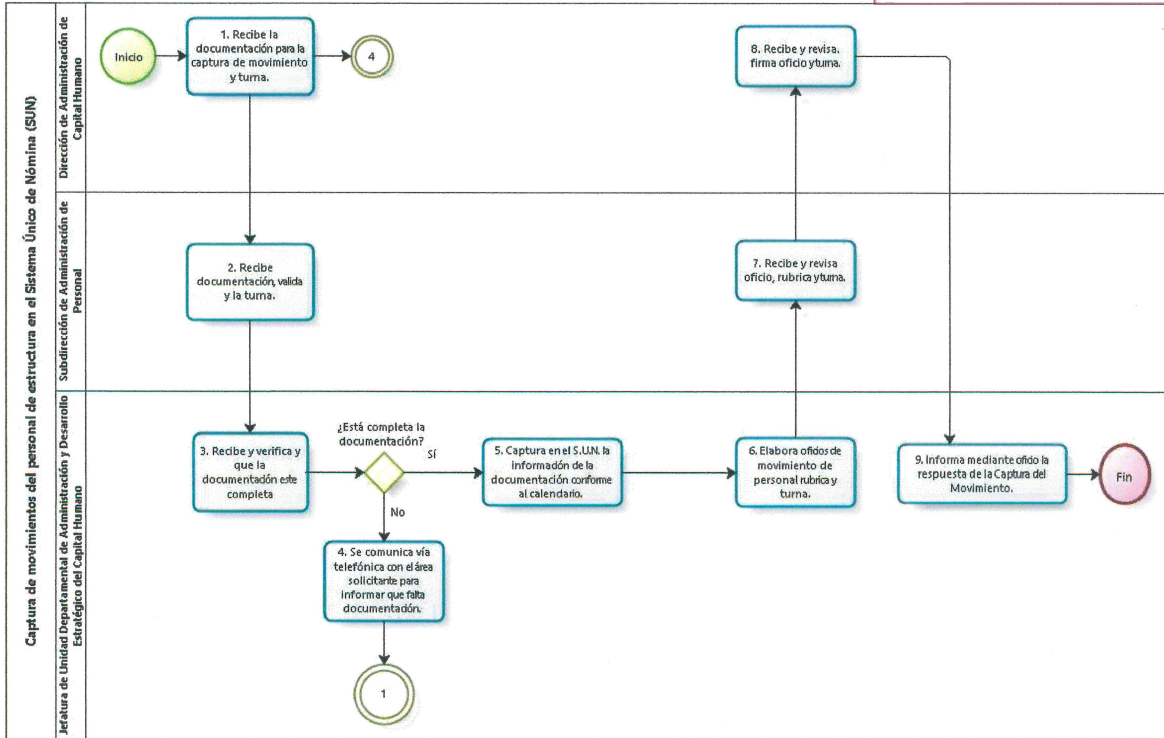 Captura de movimientos del personal de estructura en el Sistema Único de Nómina (SUN)
Dirección de Administración de
Capital Humano
Inicio
1. Recibe la
documentación para la
captura de movimiento
y turna.
4
8. Recibe y revisa.
firma oficio y turna.
Subdirección de Administración de
Personal
2. Recibe
documentación, valida
y la turna.
7. Recibe y revisa
oficio, rubrica y turna.
Jefatura de Unidad Departamental de Administración y Desarrollo
Estratégico del Capital Humano
3. Recibe y verifica y
que la
documentación este
completa
¿Está completa la
documentación?
Sí
No
4. Se comunica vía
telefónica con el área
solicitante para
informar que falta
documentación.
1
5. Captura en el S.U.N. la
información de la
documentación conforme
al calendario.
6. Elabora oficios de
movimiento de
personal rubrica y
turna.
9. Informa mediante oficio la
respuesta de la Captura del
Movimiento.
Fin